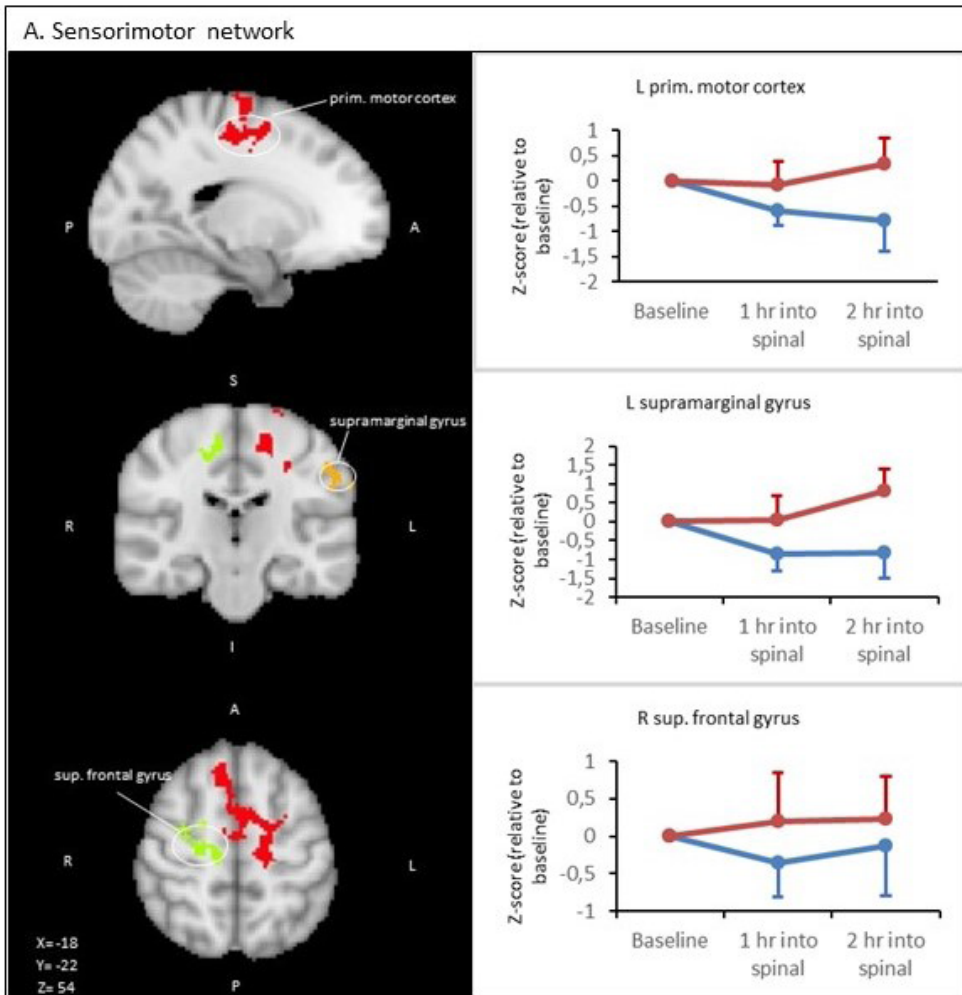 A. Sensorimotor network
prim. motor cortex
P
A
S
supramarginal gyrus
R
L
I
A
sup. frontal gyrus
R
L
X= -18
Y= -22
Z= 54
P
L prim. motor cortex
Z-score (relative to
baseline)
1
0,5
0
-0,5
-1
-1,5
-2
Baseline
1 hr into
spinal
2 hr into
spinal
L supramarginal gyrus
Z-score (relative to
baseline)
2
1,5
1
0,5
0
-0,5
-1
-1,5
-2
Baseline
1 hr into
spinal
2 hr into
spinal
R sup. frontal gyrus
Z-score (relative to
baseline)
1
0,5
0
-0,5
-1
Baseline
1 hr into
spinal
2 hr into
spinal